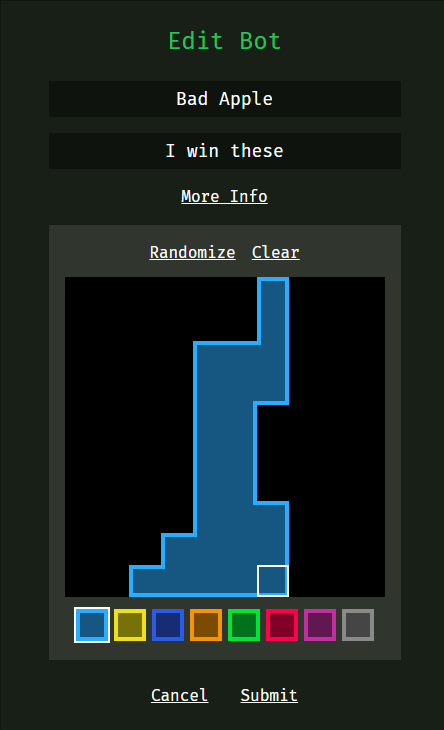 Edit Bot
Bad Apple
I win these
More Info
Randomize Clear
Cancel Submit